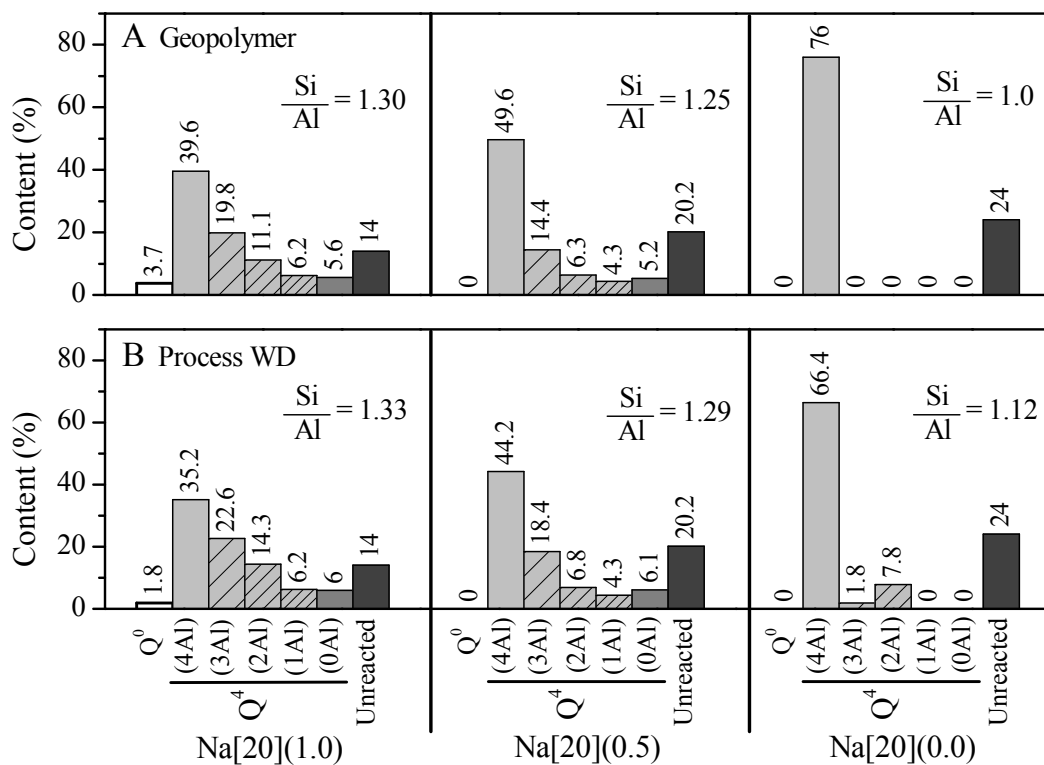 A Geopolymer
Content (%)
80
60
40
20
0
Si
Al
= 1.30
3.7
39.6
19.8
11.1
6.2
5.6
14
Si
Al
= 1.25
0
49.6
14.4
6.3
4.3
5.2
20.2
Si
Al
= 1.0
0
76
0
0
0
0
24
B Process WD
Content (%)
80
60
40
20
0
Si
Al
= 1.33
1.8
35.2
22.6
14.3
6.2
6
14
Si
Al
= 1.29
0
44.2
18.4
6.8
4.3
6.1
20.2
Si
Al
= 1.12
0
66.4
1.8
7.8
0
0
24
Q⁰
(4Al)
(3Al)
(2Al)
(1Al)
(0Al)
Unreacted
Q⁴
Na[20](1.0)
Q⁰
(4Al)
(3Al)
(2Al)
(1Al)
(0Al)
Unreacted
Q⁴
Na[20](0.5)
Q⁰
(4Al)
(3Al)
(2Al)
(1Al)
(0Al)
Unreacted
Q⁴
Na[20](0.0)